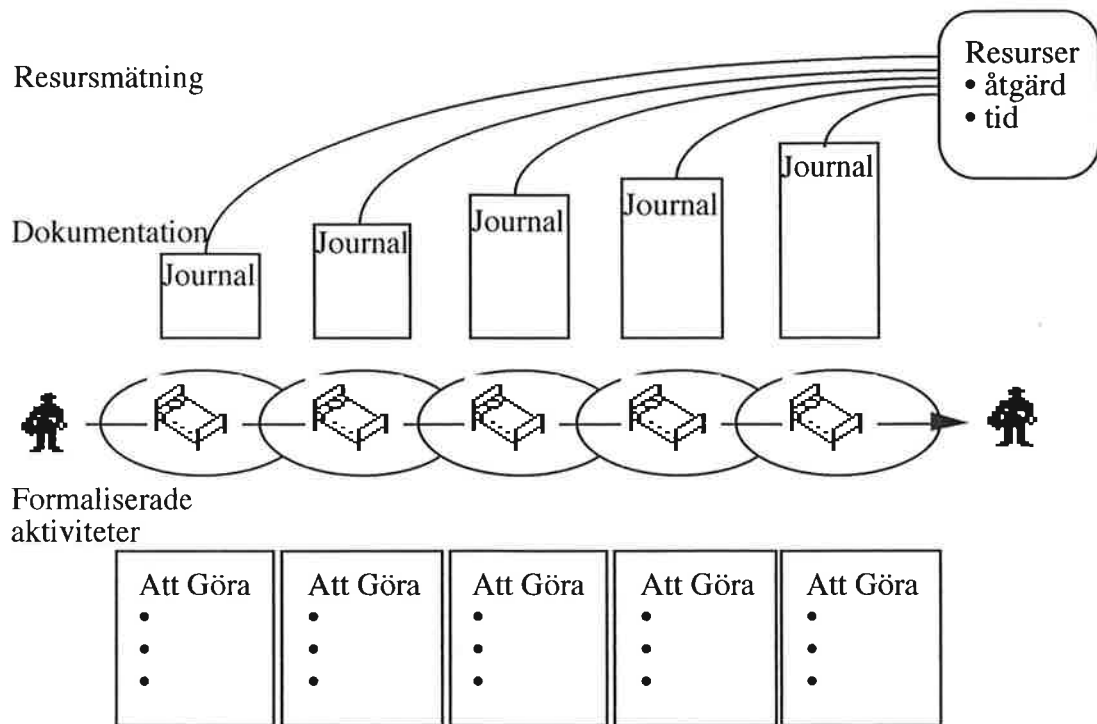 Resursmätning
Resurser
• åtgärd
• tid
Dokumentation
Journal
Journal
Journal
Journal
Journal
Formaliserade
aktiviteter
Att Göra
•
•
•
Att Göra
•
•
•
Att Göra
•
•
•
Att Göra
•
•
•
Att Göra
•
•
•